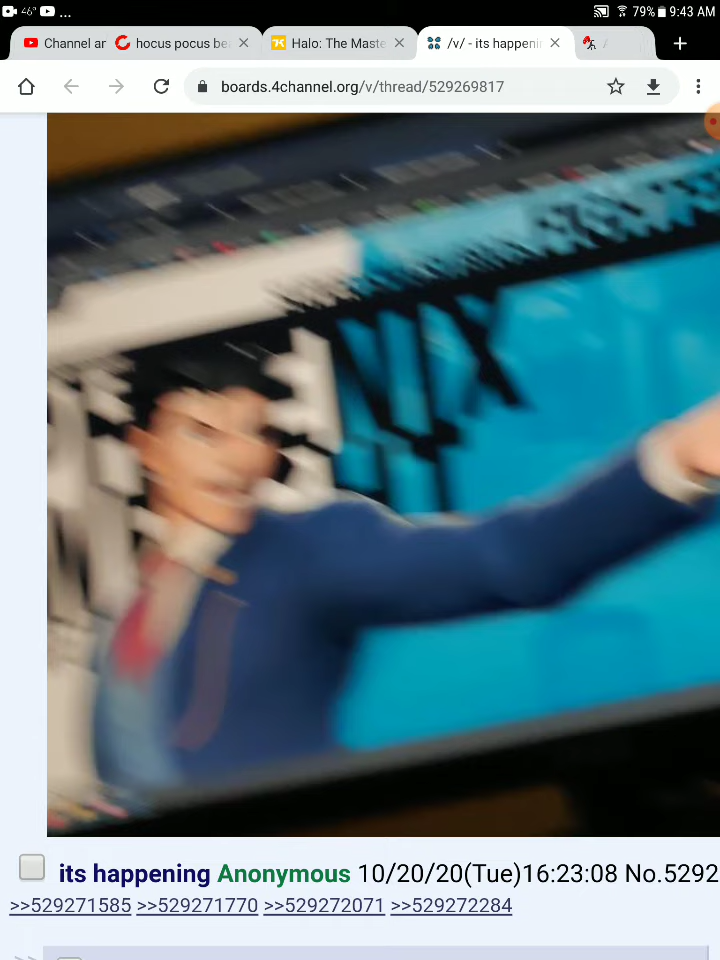 46° ... 79% 9:43 AM
Channel ar hocus pocus be Halo: The Maste /v/ - its happeni
boards.4channel.org/v/thread/529269817
its happening Anonymous 10/20/20(Tue)16:23:08 No.5292
>>529271585 >>529271770 >>529272071 >>529272284
>>